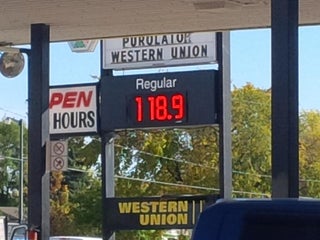 PUROLATOR
WESTERN UNION
Regular
118.9
PEN
HOURS
WESTERN
UNION